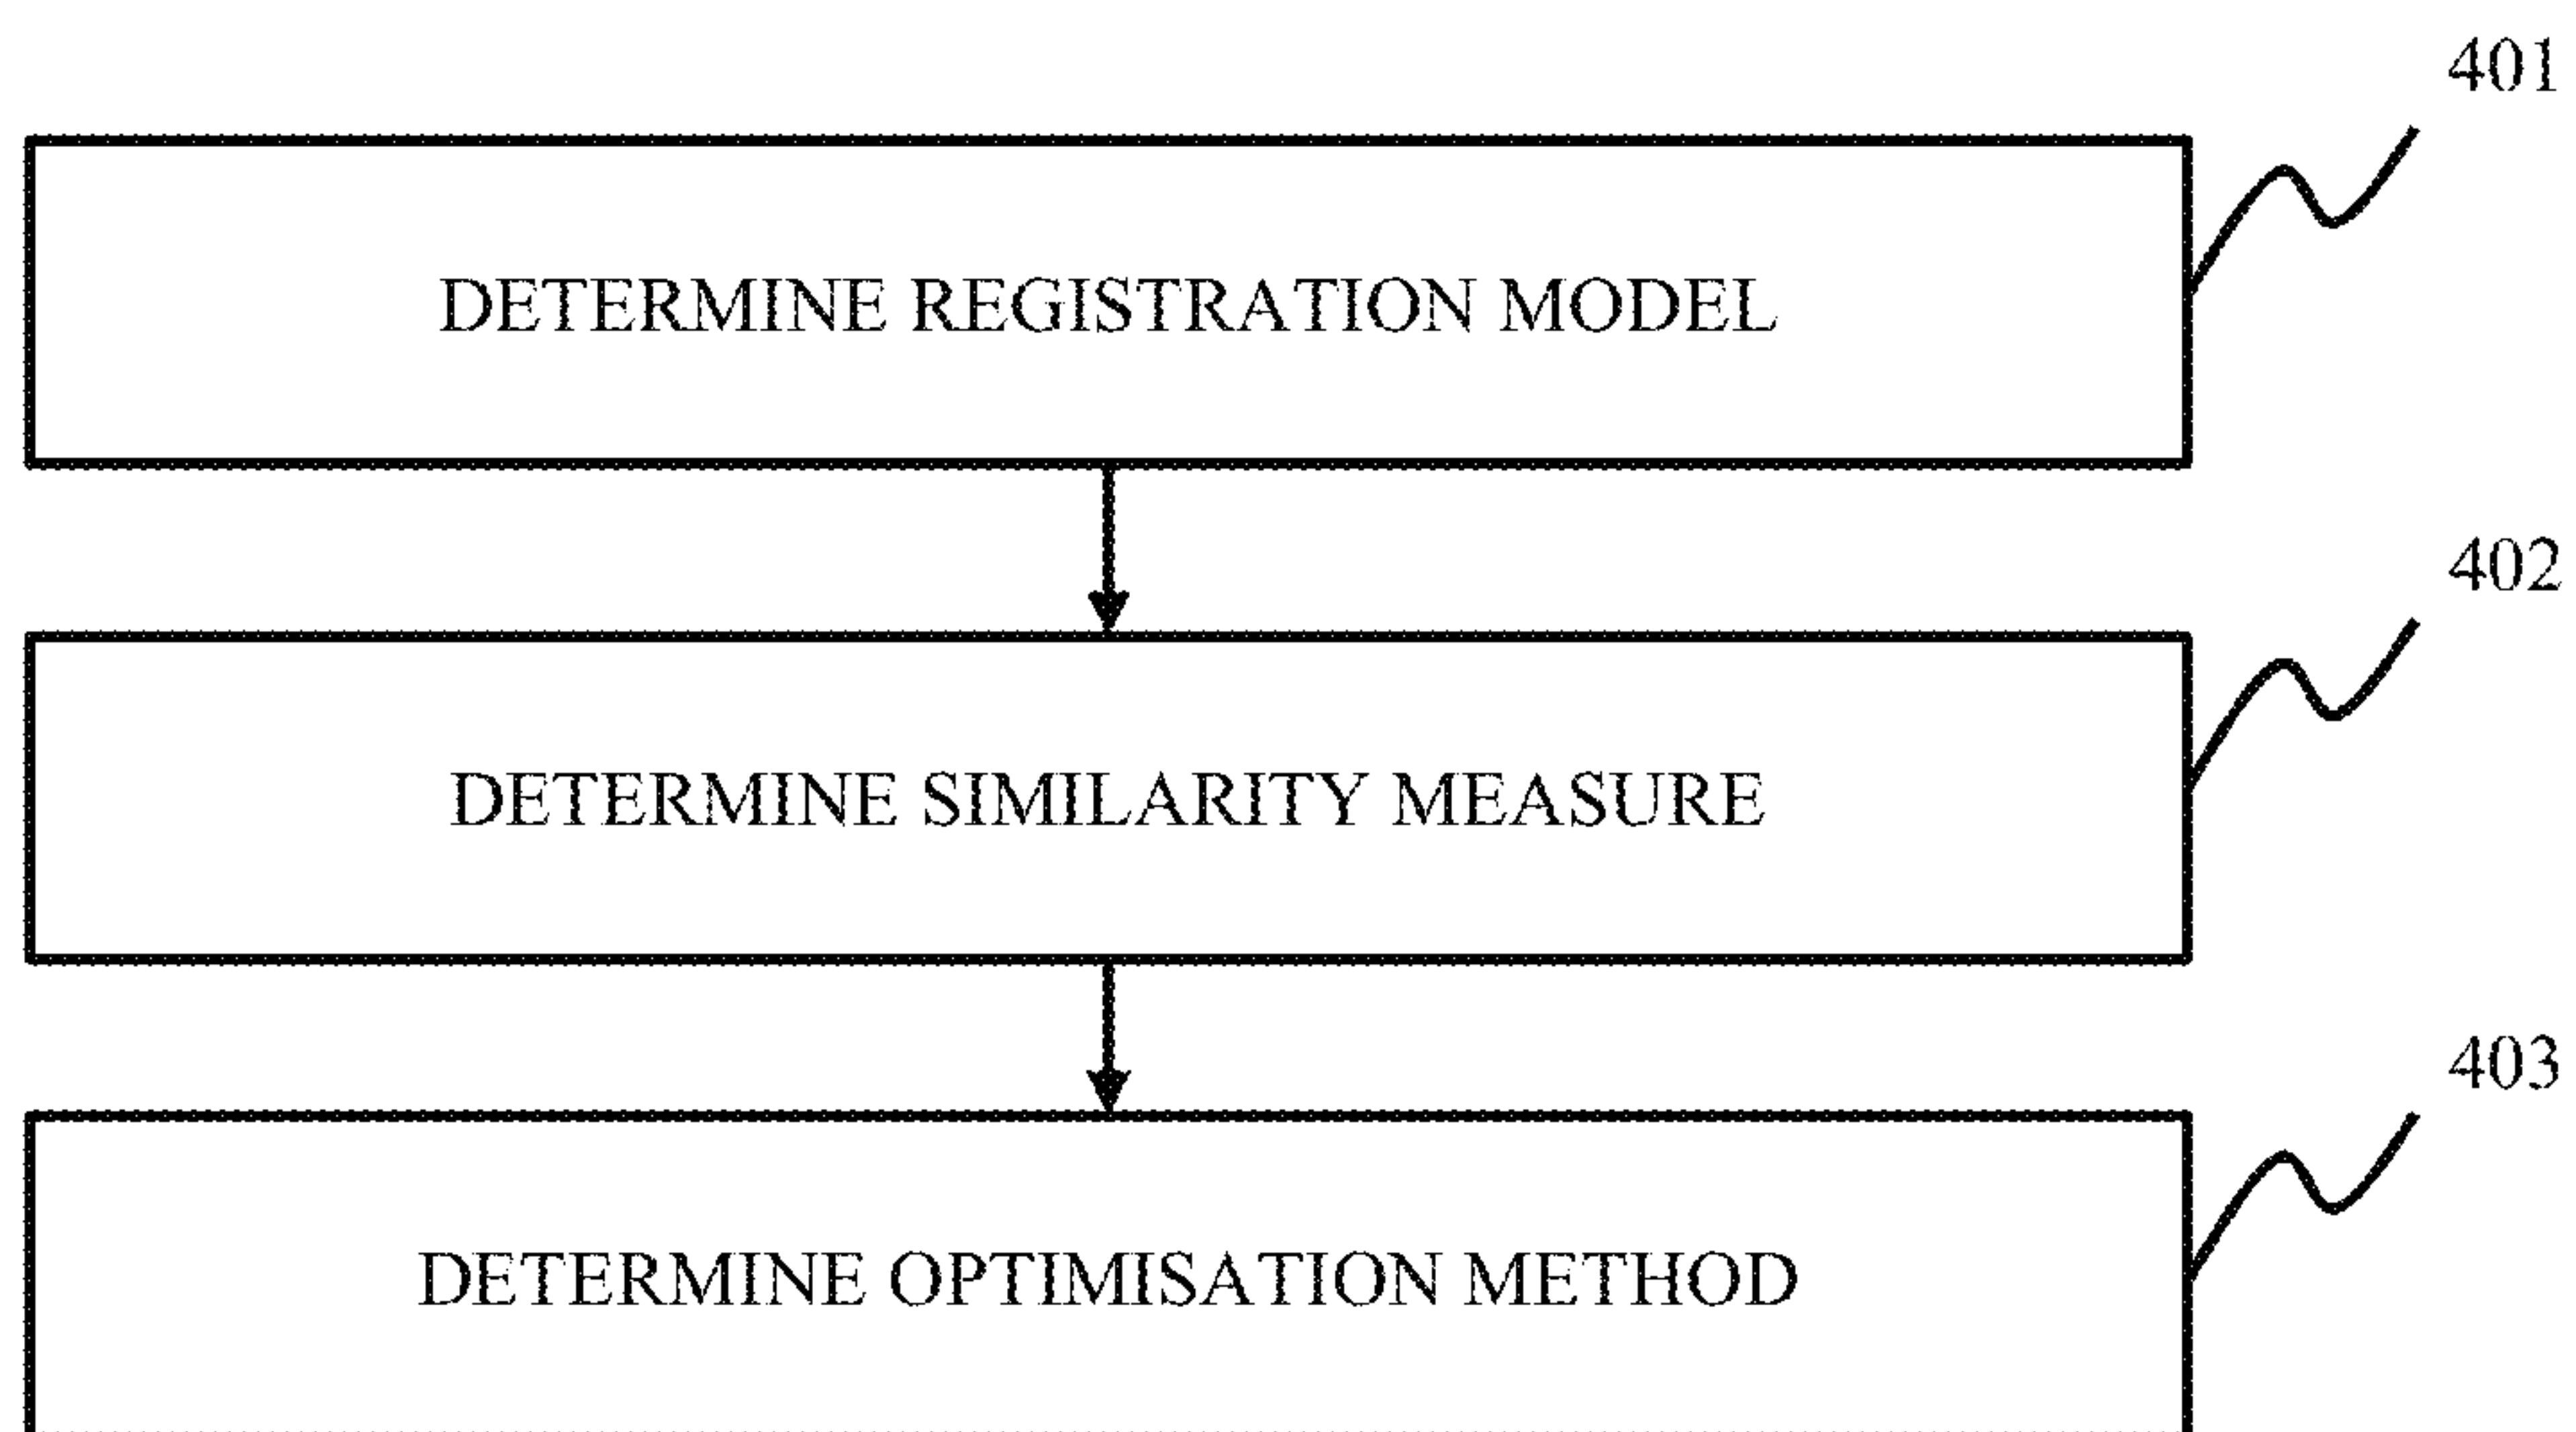 401
DETERMINE REGISTRATION MODEL
402
DETERMINE SIMILARITY MEASURE
403
DETERMINE OPTIMISATION METHOD